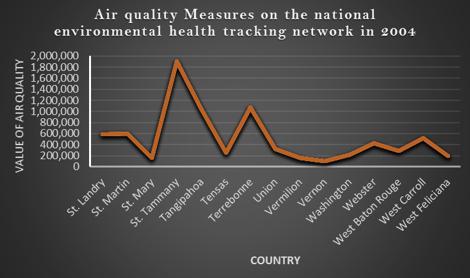 Air quality Measures on the national
environmental health tracking network in 2004
VALUE OF AIR QUALITY
2,000,000
1,800,000
1,600,000
1,400,000
1,200,000
1,000,000
800,000
600,000
400,000
200,000
0
St. Landry
St. Martin
St. Mary
St. Tammany
Tangipahoa
Tensas
Terrebonne
Union
Vermilion
Vernon
Washington
Webster
West Baton Rouge
West Carroll
West Feliciana
COUNTRY